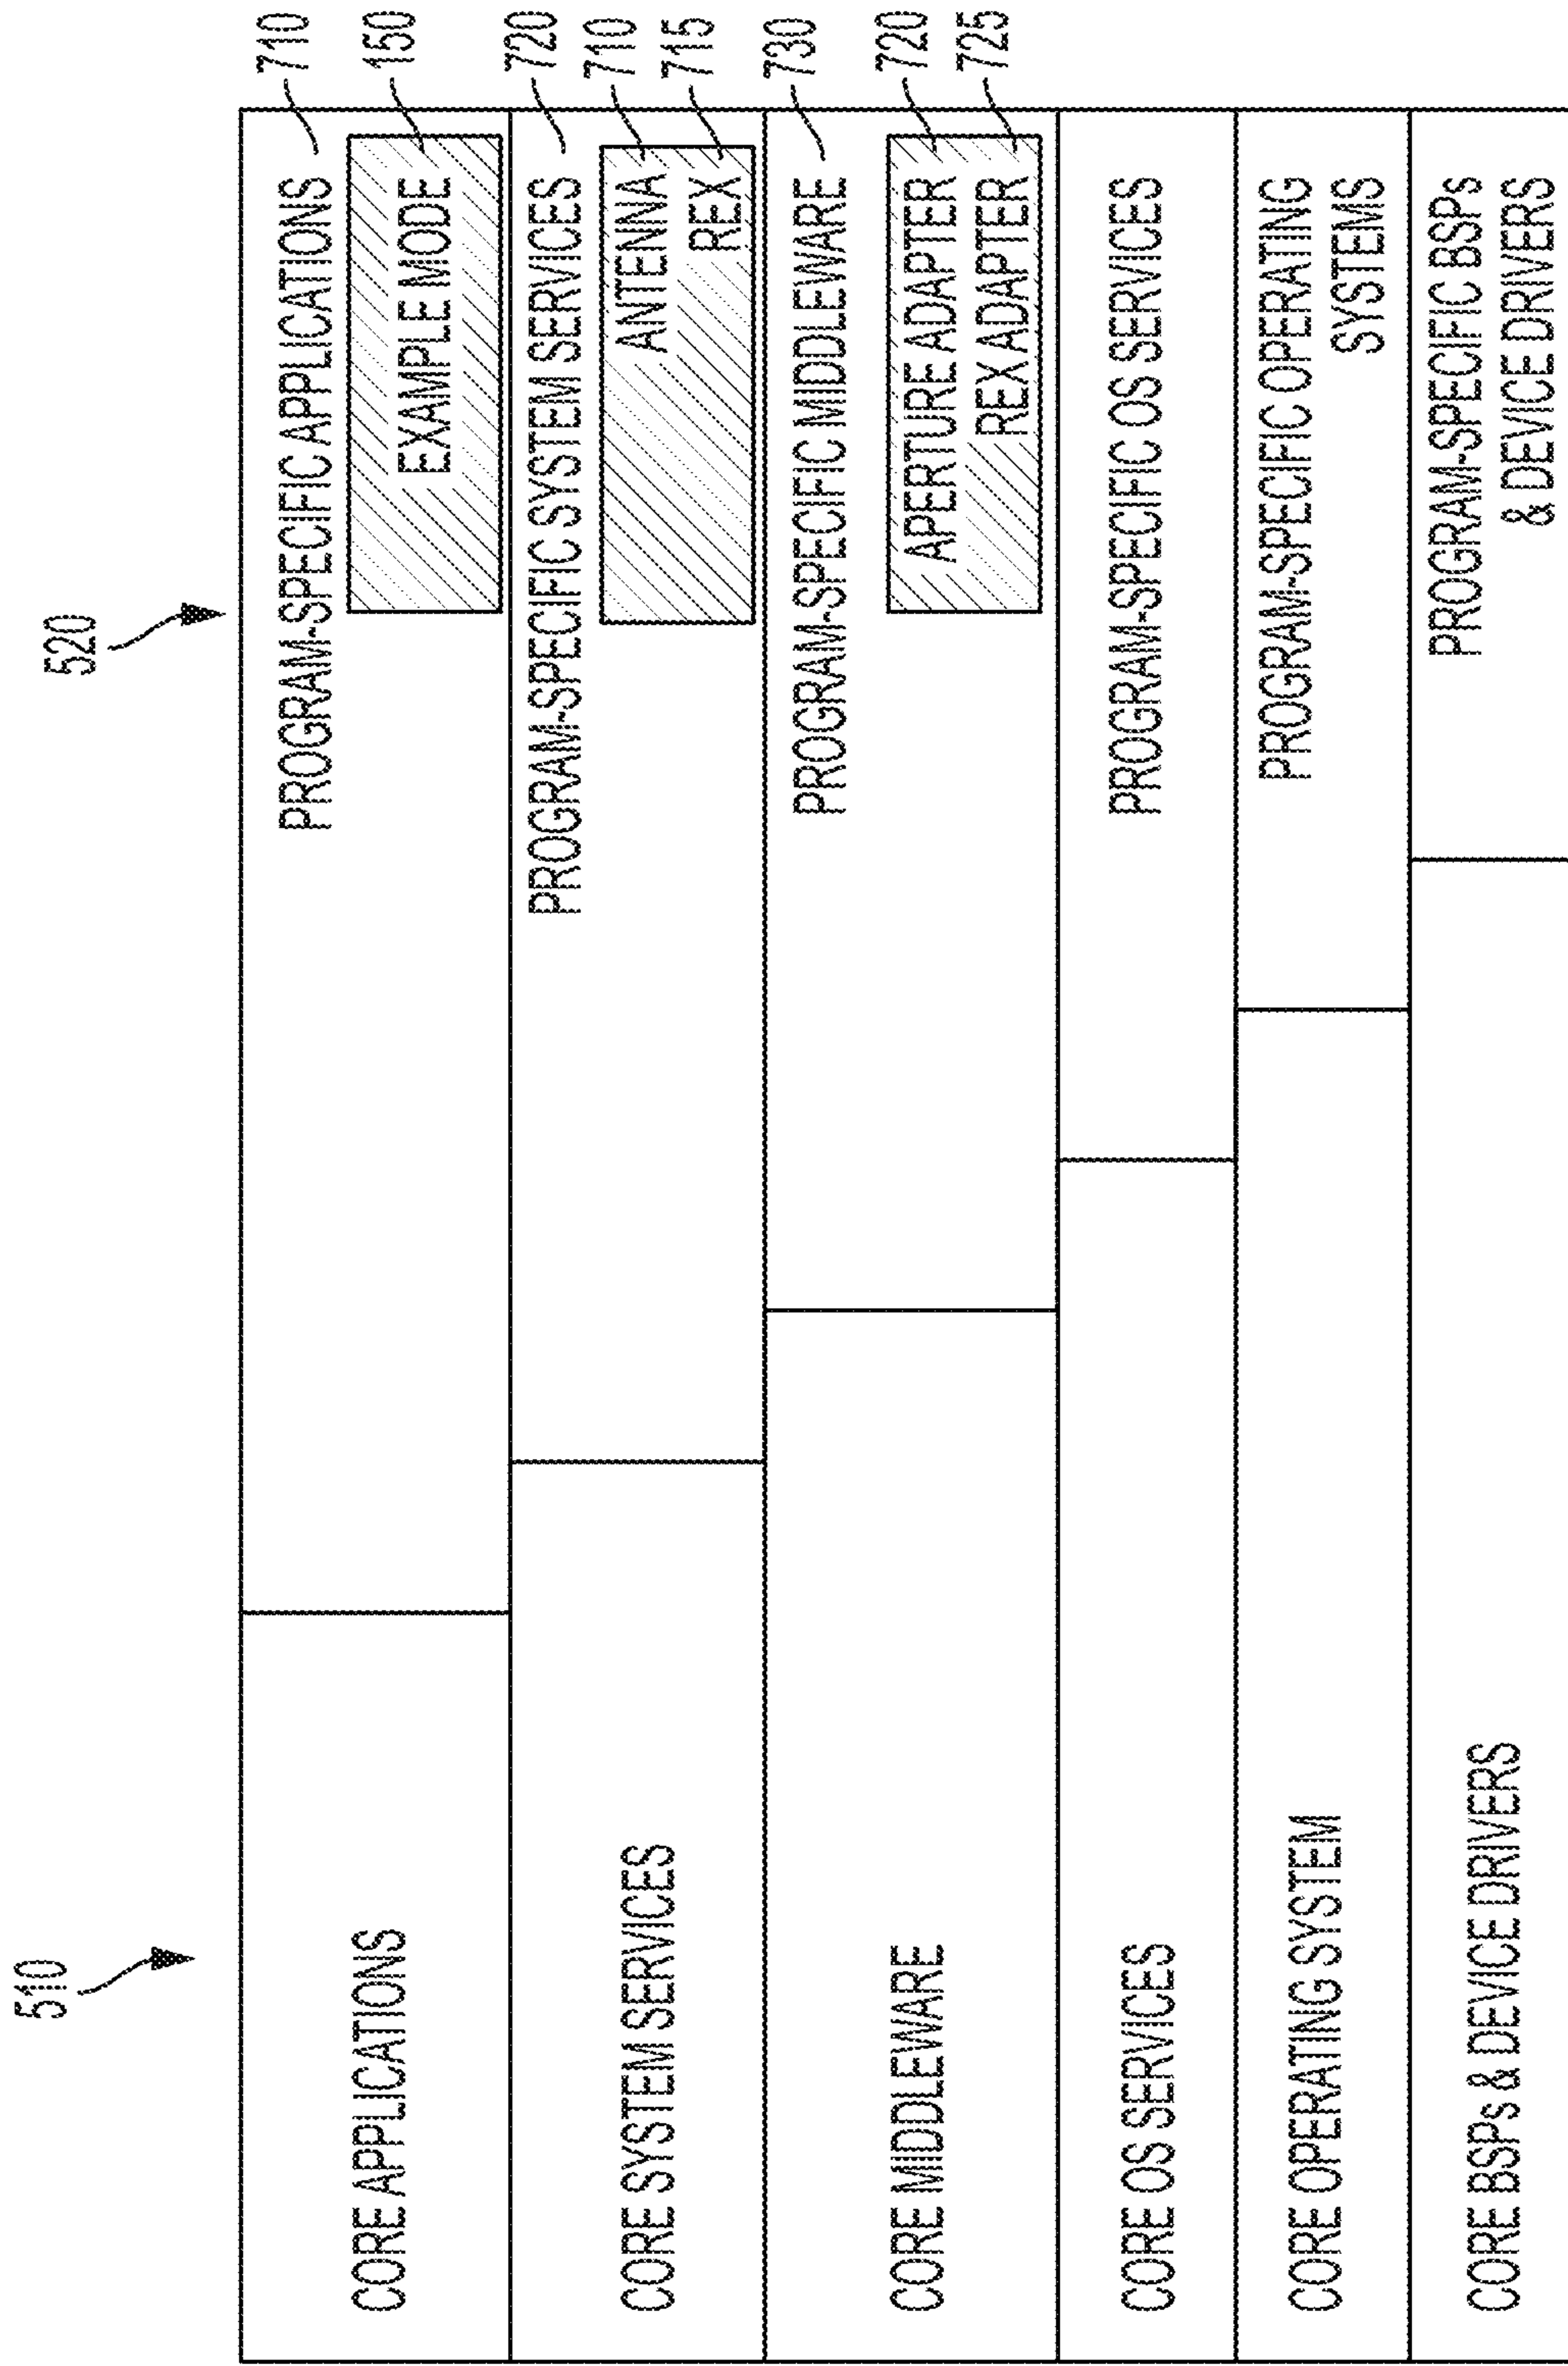 510
520
CORE APPLICATIONS
PROGRAM-SPECIFIC APPLICATIONS
710
EXAMPLE MODE
150
CORE SYSTEM SERVICES
PROGRAM-SPECIFIC SYSTEM SERVICES
720
ANTENNA
710
REX
715
CORE MIDDLEWARE
PROGRAM-SPECIFIC MIDDLEWARE
730
APERTURE ADAPTER
720
REX ADAPTER
725
CORE OS SERVICES
PROGRAM-SPECIFIC OS SERVICES
CORE OPERATING SYSTEM
PROGRAM-SPECIFIC OPERATING
SYSTEMS
CORE BSPs & DEVICE DRIVERS
PROGRAM-SPECIFIC BSPs
& DEVICE DRIVERS